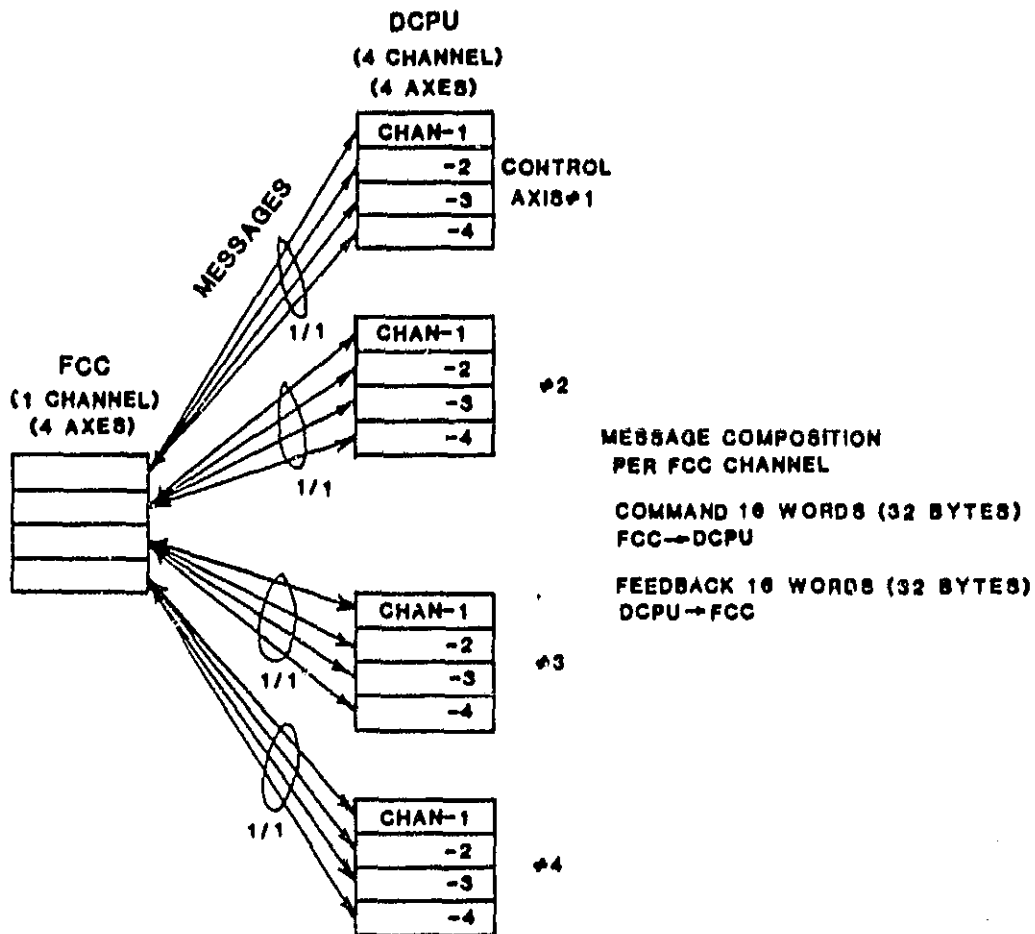 DCPU
(4 CHANNEL)
(4 AXES)
CHAN-1
-2
-3
-4
CONTROL
AXIS#1
MESSAGES
1/1
CHAN-1
-2
-3
-4
#2
1/1
FCC
(1 CHANNEL)
(4 AXES)
MESSAGE COMPOSITION
PER FCC CHANNEL
COMMAND 16 WORDS (32 BYTES)
FCC→DCPU
FEEDBACK 16 WORDS (32 BYTES)
DCPU→FCC
CHAN-1
-2
-3
-4
#3
1/1
CHAN-1
-2
-3
-4
#4
1/1